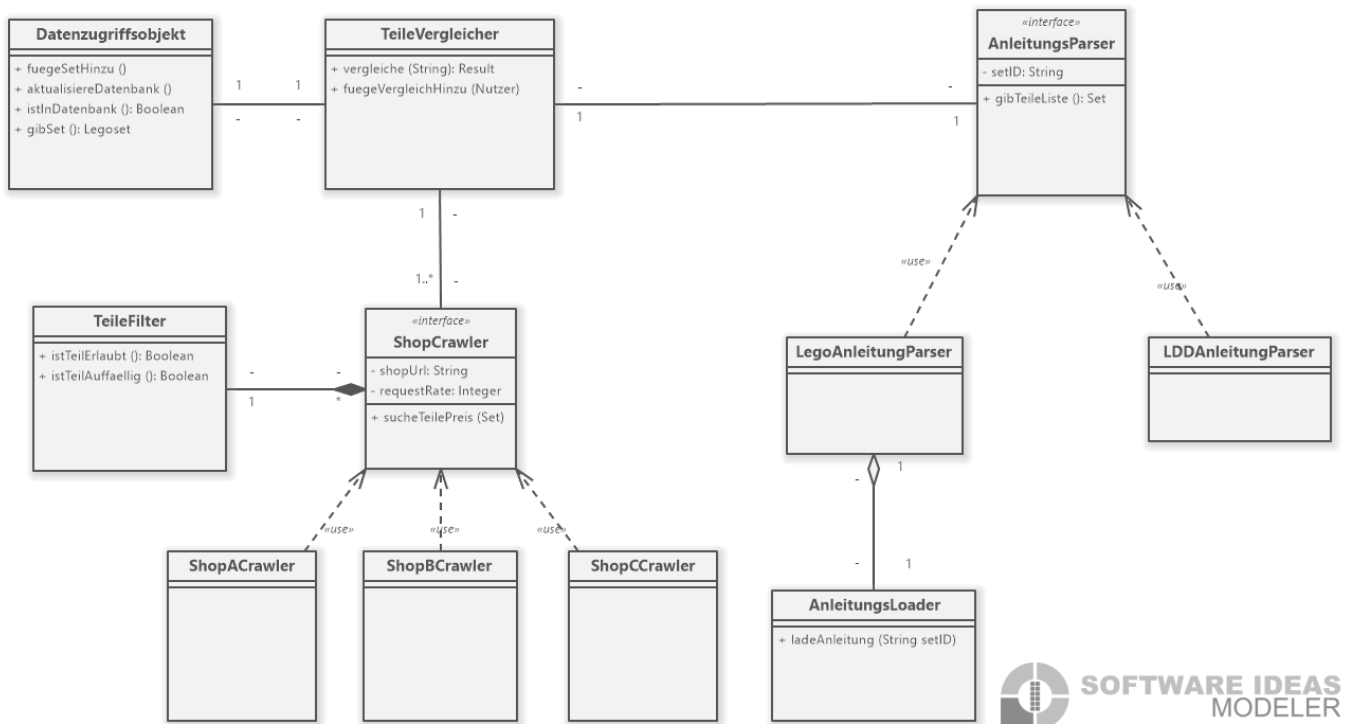 Datenzugriffsobjekt
+ fuegeSetHinzu ()
+ aktualisiereDatenbank ()
+ istInDatenbank (): Boolean
+ gibSet (): Legoset
1
-
1
-
TeileVergleicher
+ vergleiche (String): Result
+ fuegeVergleichHinzu (Nutzer)
-
1
-
1
«interface»
AnleitungsParser
- setID: String
+ gibTeileListe (): Set
1
-
1..*
-
«use»
«use»
TeileFilter
+ istTeilErlaubt (): Boolean
+ istTeilAuffaellig (): Boolean
-
1
-
*
«interface»
ShopCrawler
- shopUrl: String
- requestRate: Integer
+ sucheTeilePreis (Set)
LegoAnleitungParser
LDDAnleitungParser
1
-
-
1
«use»
«use»
«use»
ShopACrawler
ShopBCrawler
ShopCCrawler
AnleitungsLoader
+ ladeAnleitung (String setID)
SOFTWARE IDEAS
MODELER